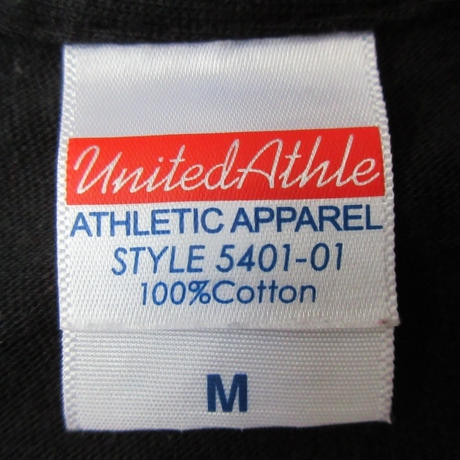 UnitedAthle
ATHLETIC APPAREL
STYLE 5401-01
100%Cotton
M